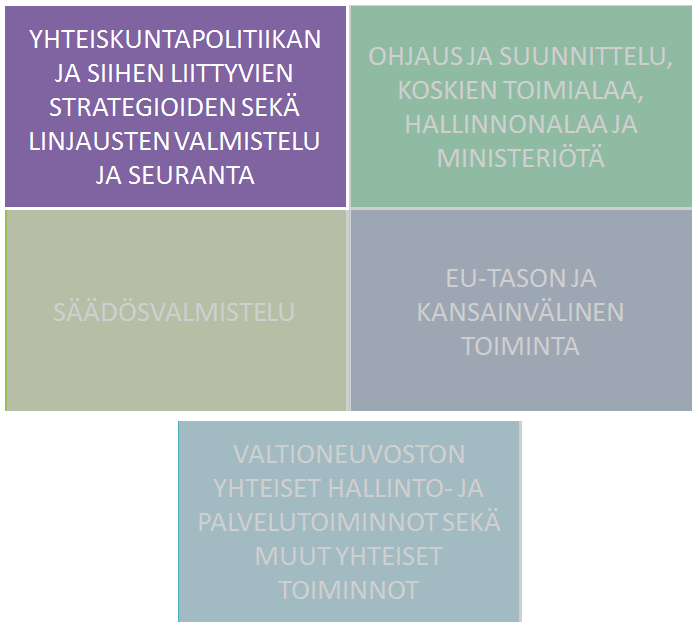 YHTEISKUNTAPOLITIIKAN
JA SIIHEN LIITTYVIEN
STRATEGIOIDEN SEKÄ
LINJAUSTEN VALMISTELU
JA SEURANTA
OHJAUS JA SUUNNITTELU,
KOSKIEN TOIMIALAA,
HALLINNONALAA JA
MINISTERIÖTÄ
SÄÄDÖSVALMISTELU
EU-TASON JA
KANSAINVÄLINEN
TOIMINTA
VALTIONEUVOSTON
YHTEISET HALLINTO- JA
PALVELUTOIMINNOT SEKÄ
MUUT YHTEISET
TOIMINNOT